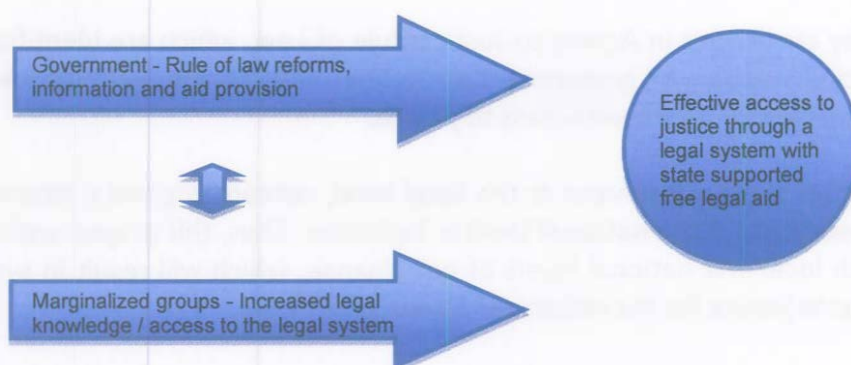 Government - Rule of law reforms,
information and aid provision
Effective access to
justice through a
legal system with
state supported
free legal aid
Marginalized groups - Increased legal
knowledge / access to the legal system